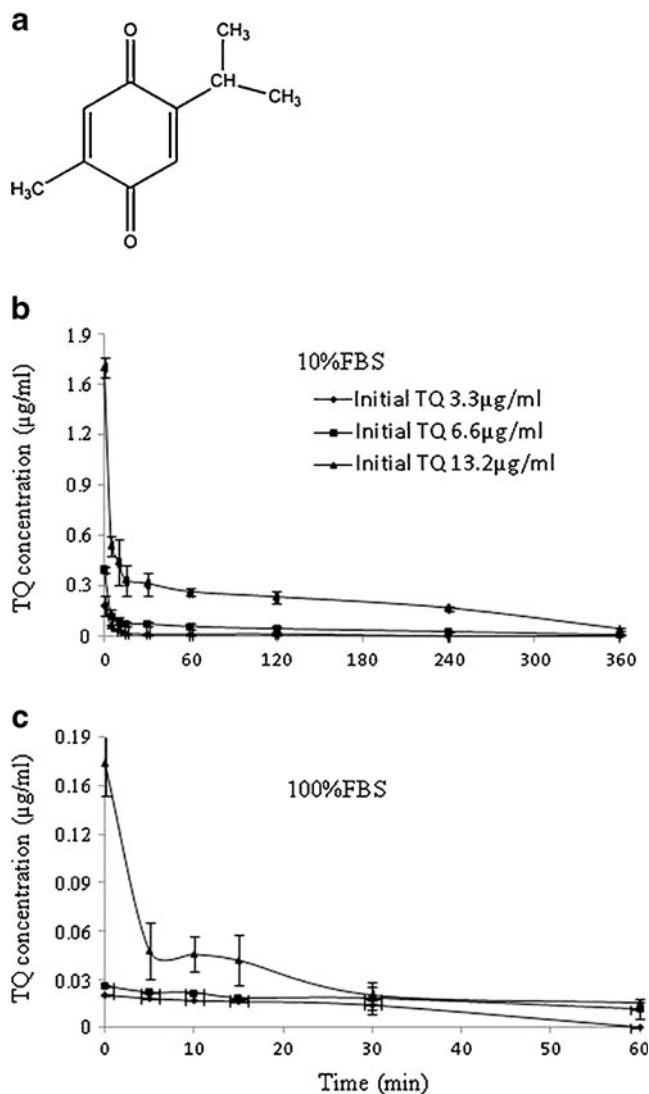 a
O
CH₃
CH
CH₃
H₃C
O
b
1.9
1.6
1.2
0.9
0.6
0.3
0
TQ concentration (µg/ml)
10%FBS
Initial TQ 3.3µg/ml
Initial TQ 6.6µg/ml
Initial TQ 13.2µg/ml
0 60 120 180 240 300 360
c
0.19
0.16
0.12
0.09
0.06
0.03
0
TQ concentration (µg/ml)
100%FBS
0 10 20 30 40 50 60
Time (min)